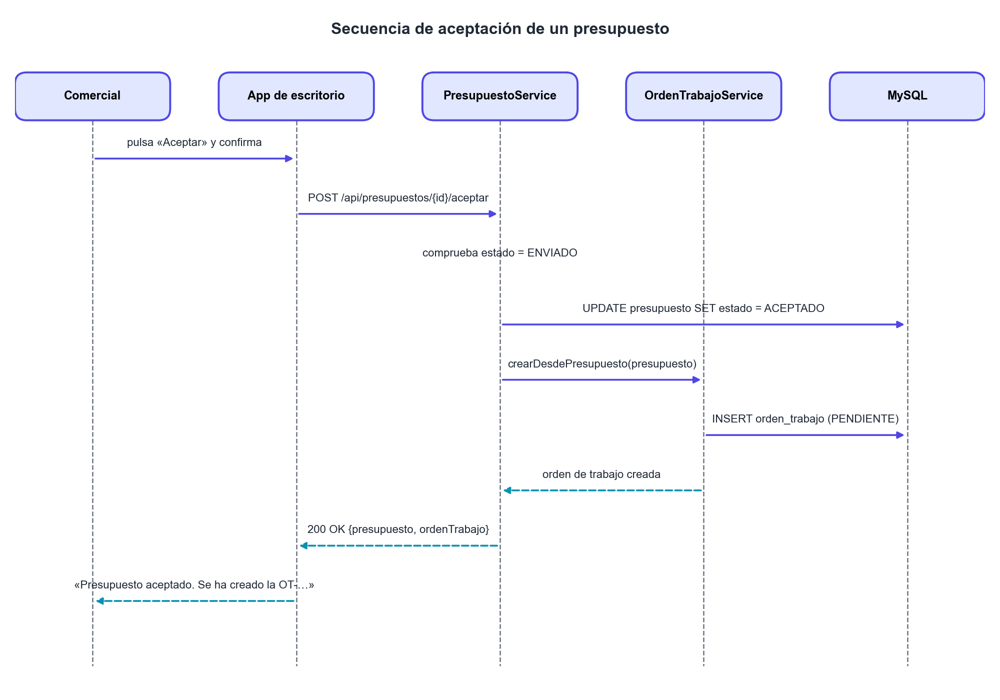 Secuencia de aceptación de un presupuesto
Comercial
App de escritorio
PresupuestoService
OrdenTrabajoService
MySQL
pulsa «Aceptar» y confirma
POST /api/presupuestos/{id}/aceptar
comprueba estado = ENVIADO
UPDATE presupuesto SET estado = ACEPTADO
crearDesdePresupuesto(presupuesto)
INSERT orden_trabajo (PENDIENTE)
orden de trabajo creada
200 OK {presupuesto, ordenTrabajo}
«Presupuesto aceptado. Se ha creado la OT-…»